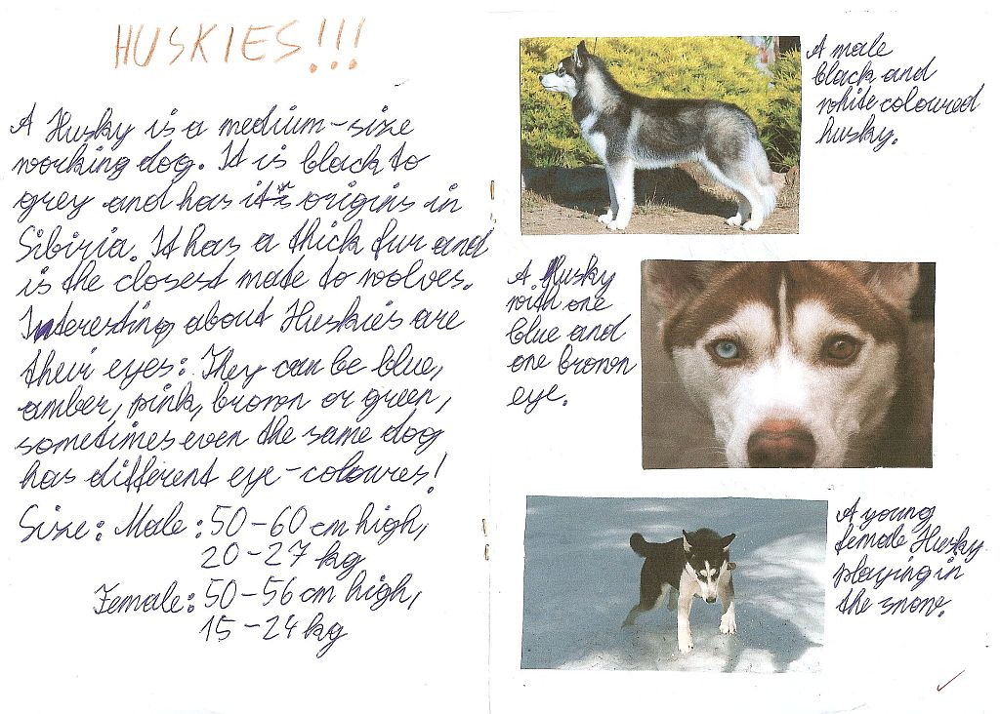 HUSKIES!!!
A Husky is a medium-size
working dog. It is black to
grey and has it's origins in
Sibiria. It has a thick fur and
is the closest mate to wolves.
Interesting about Huskies are
their eyes: They can be blue,
amber, pink, brown or green,
sometimes even the same dog
has different eye-coloures!
Size: Male: 50-60 cm high,
20-27 kg
Female: 50-56 cm high,
15-24 kg
A male
black and
white coloured
husky.
A Husky
with one
blue and
one brown
eye.
A young
female Husky
playing in
the snow.